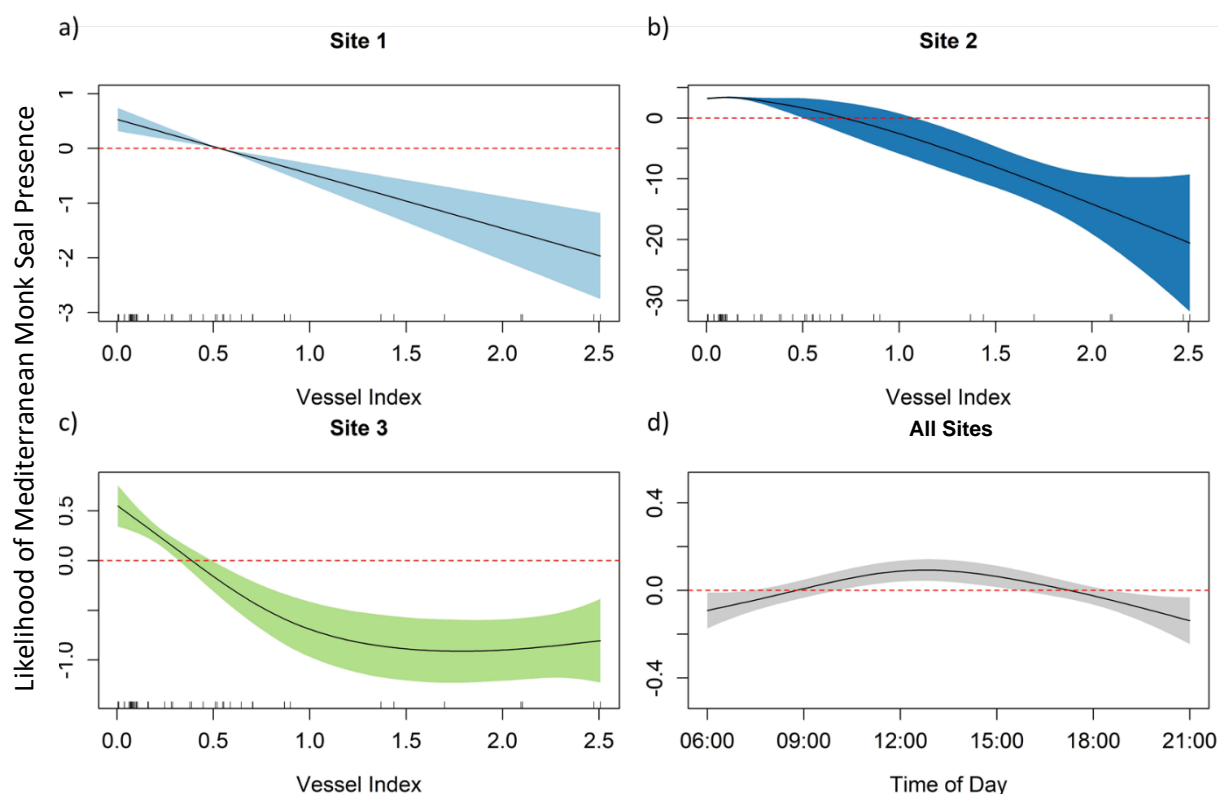 a)
Site 1
b)
Site 2
Likelihood of Mediterranean Monk Seal Presence
1
0
-1
-2
-3
0.0 0.5 1.0 1.5 2.0 2.5
Vessel Index
0
-10
-20
-30
0.0 0.5 1.0 1.5 2.0 2.5
Vessel Index
c)
Site 3
d)
All Sites
0.5
0.0
-1.0
0.0 0.5 1.0 1.5 2.0 2.5
Vessel Index
0.4
0.0
-0.4
06:00 09:00 12:00 15:00 18:00 21:00
Time of Day